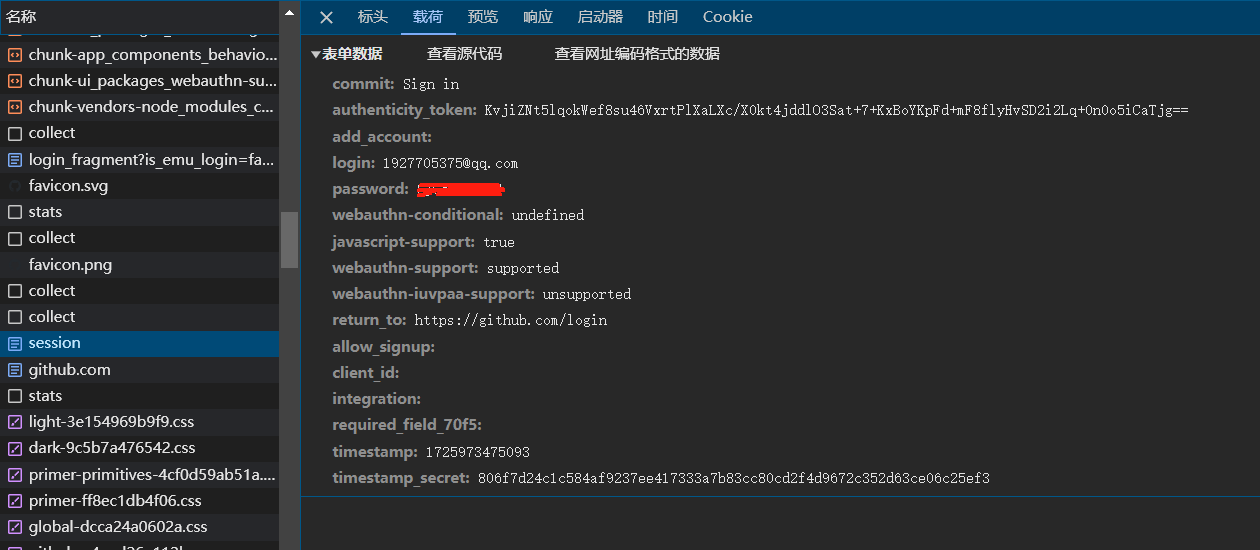 名称
chunk-app_components_behavio...
chunk-ui_packages_webauthn-su...
chunk-vendors-node_modules_c...
collect
login_fragment?is_emu_login=fa...
favicon.svg
stats
collect
favicon.png
collect
collect
session
github.com
stats
light-3e154969b9f9.css
dark-9c5b7a476542.css
primer-primitives-4cf0d59ab51a....
primer-ff8ec1db4f06.css
global-dcca24a0602a.css
标头 载荷 预览 响应 启动器 时间 Cookie
▼表单数据 查看源代码 查看网址编码格式的数据
commit: Sign in
authenticity_token: KvjiZNt5lqokWef8su46VxrtPlXaLXc/X0kt4jddlO3Sat+7+KxBoYKpFd+mF8flyHvSD2i2Lq+0nOo5iCaTjg==
add_account:
login: 1927705375@qq.com
password:
webauthn-conditional: undefined
javascript-support: true
webauthn-support: supported
webauthn-iuvpaa-support: unsupported
return_to: https://github.com/login
allow_signup:
client_id:
integration:
required_field_70f5:
timestamp: 1725973475093
timestamp_secret: 806f7d24c1c584af9237ee417333a7b83cc80cd2f4d9672c352d63ce06c25ef3